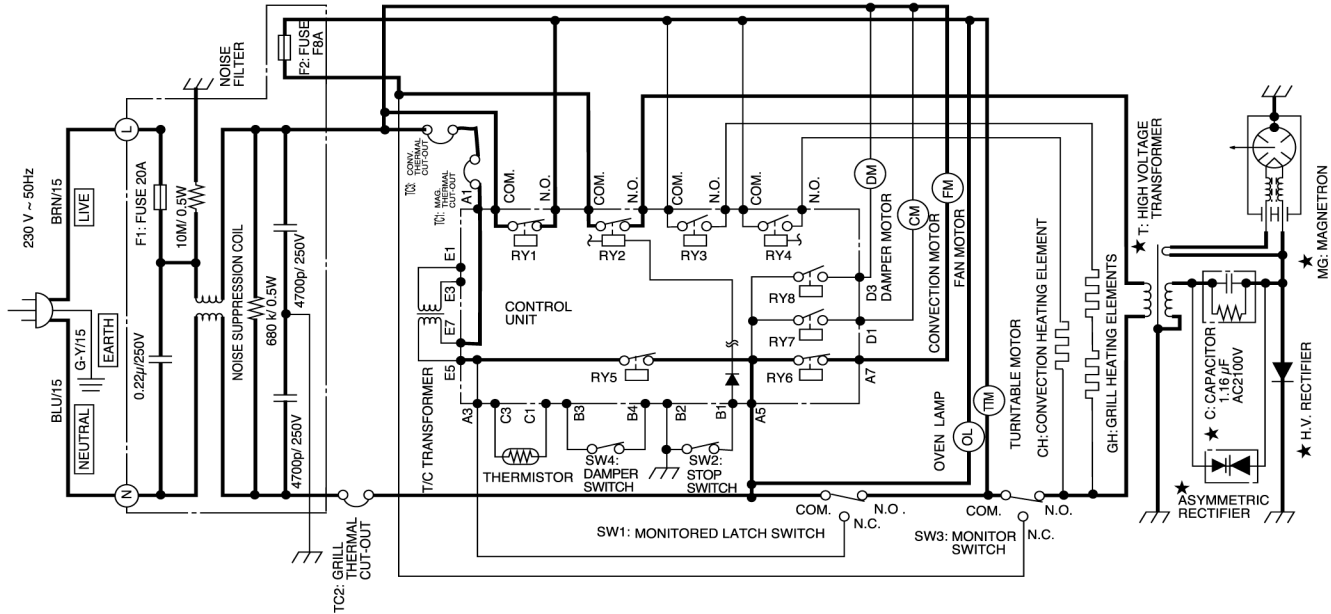 230 V ~ 50Hz
BRN/15
LIVE
G-Y/15
EARTH
BLU/15
NEUTRAL
L
N
F1: FUSE 20A
10M/ 0.5W
0.22µ/250V
NOISE
FILTER
NOISE SUPPRESSION COIL
680 k/ 0.5W
4700p/ 250V
4700p/ 250V
F2: FUSE
F8A
TC2: GRILL
THERMAL
CUT-OUT
TC3: CONV.
THERMAL
CUT-OUT
TC1: MAG.
THERMAL
CUT-OUT
T/C TRANSFORMER
A1
E1
E3
E7
E5
A3
C3
C1
B3
B4
B2
B1
A5
A7
D1
D3
COM.
N.O.
COM.
N.O.
COM.
N.O.
COM.
N.O.
RY1
RY2
RY3
RY4
RY8
RY7
RY5
RY6
CONTROL
UNIT
THERMISTOR
SW4:
DAMPER
SWITCH
SW2:
STOP
SWITCH
COM.
N.O .
N.C.
SW1: MONITORED LATCH SWITCH
COM.
N.O.
N.C.
SW3: MONITOR
SWITCH
DM
CM
FM
OL
TTM
DAMPER MOTOR
CONVECTION MOTOR
FAN MOTOR
OVEN LAMP
TURNTABLE MOTOR
CH: CONVECTION HEATING ELEMENT
GH: GRILL HEATING ELEMENTS
★ T: HIGH VOLTAGE
TRANSFORMER
★ C: CAPACITOR
1.16 µF
AC2100V
★
ASYMMETRIC
RECTIFIER
★ H.V. RECTIFIER
★ MG: MAGNETRON